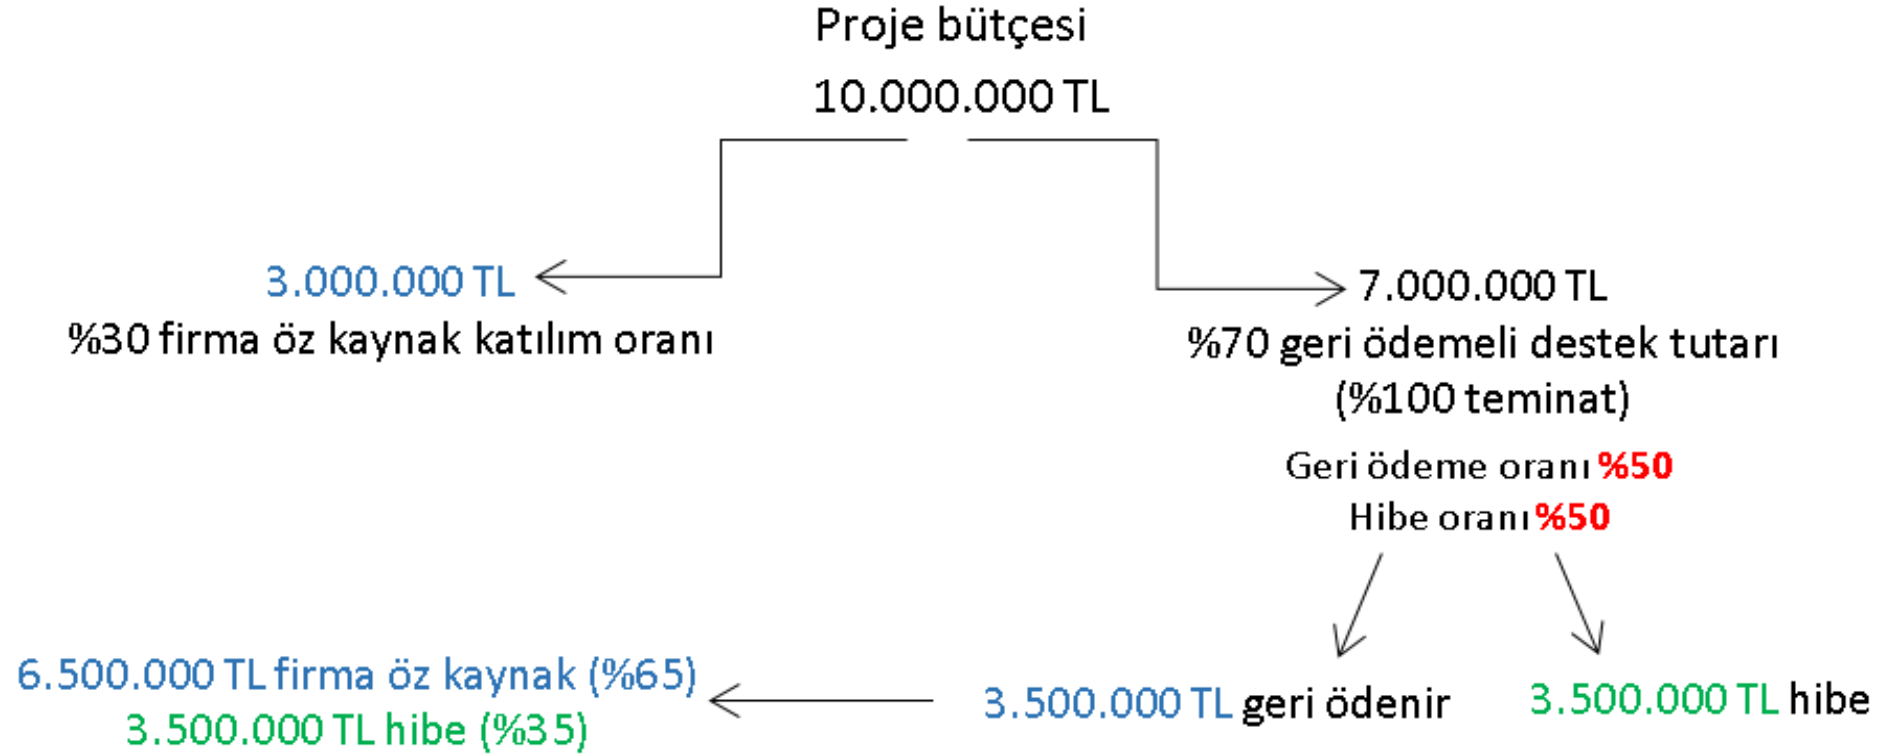 Proje bütçesi
10.000.000 TL
3.000.000 TL
%30 firma öz kaynak katılım oranı
7.000.000 TL
%70 geri ödemeli destek tutarı
(%100 teminat)
Geri ödeme oranı %50
Hibe oranı %50
6.500.000 TL firma öz kaynak (%65)
3.500.000 TL hibe (%35)
3.500.000 TL geri ödenir
3.500.000 TL hibe